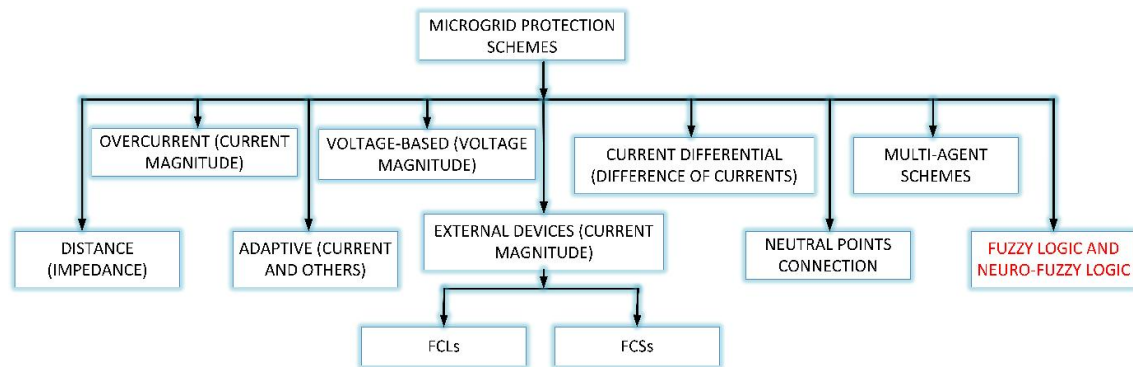 MICROGRID PROTECTION
SCHEMES
OVERCURRENT (CURRENT
MAGNITUDE)
VOLTAGE-BASED (VOLTAGE
MAGNITUDE)
CURRENT DIFFERENTIAL
(DIFFERENCE OF CURRENTS)
MULTI-AGENT
SCHEMES
DISTANCE
(IMPEDANCE)
ADAPTIVE (CURRENT
AND OTHERS)
EXTERNAL DEVICES (CURRENT
MAGNITUDE)
NEUTRAL POINTS
CONNECTION
FUZZY LOGIC AND
NEURO-FUZZY LOGIC
FCLs
FCSs